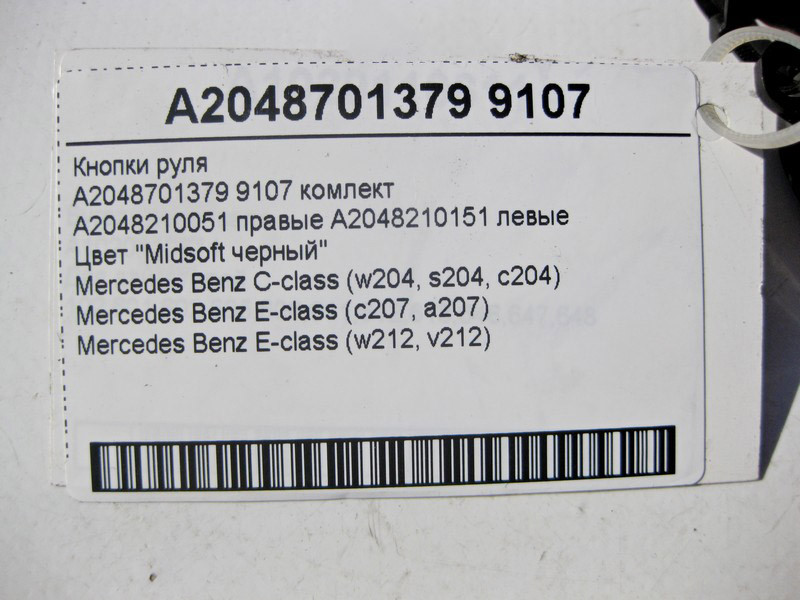 A2048701379 9107
Кнопки руля
A2048701379 9107 комлект
A2048210051 правые A2048210151 левые
Цвет "Midsoft черный"
Mercedes Benz C-class (w204, s204, c204)
Mercedes Benz E-class (c207, a207)
Mercedes Benz E-class (w212, v212)